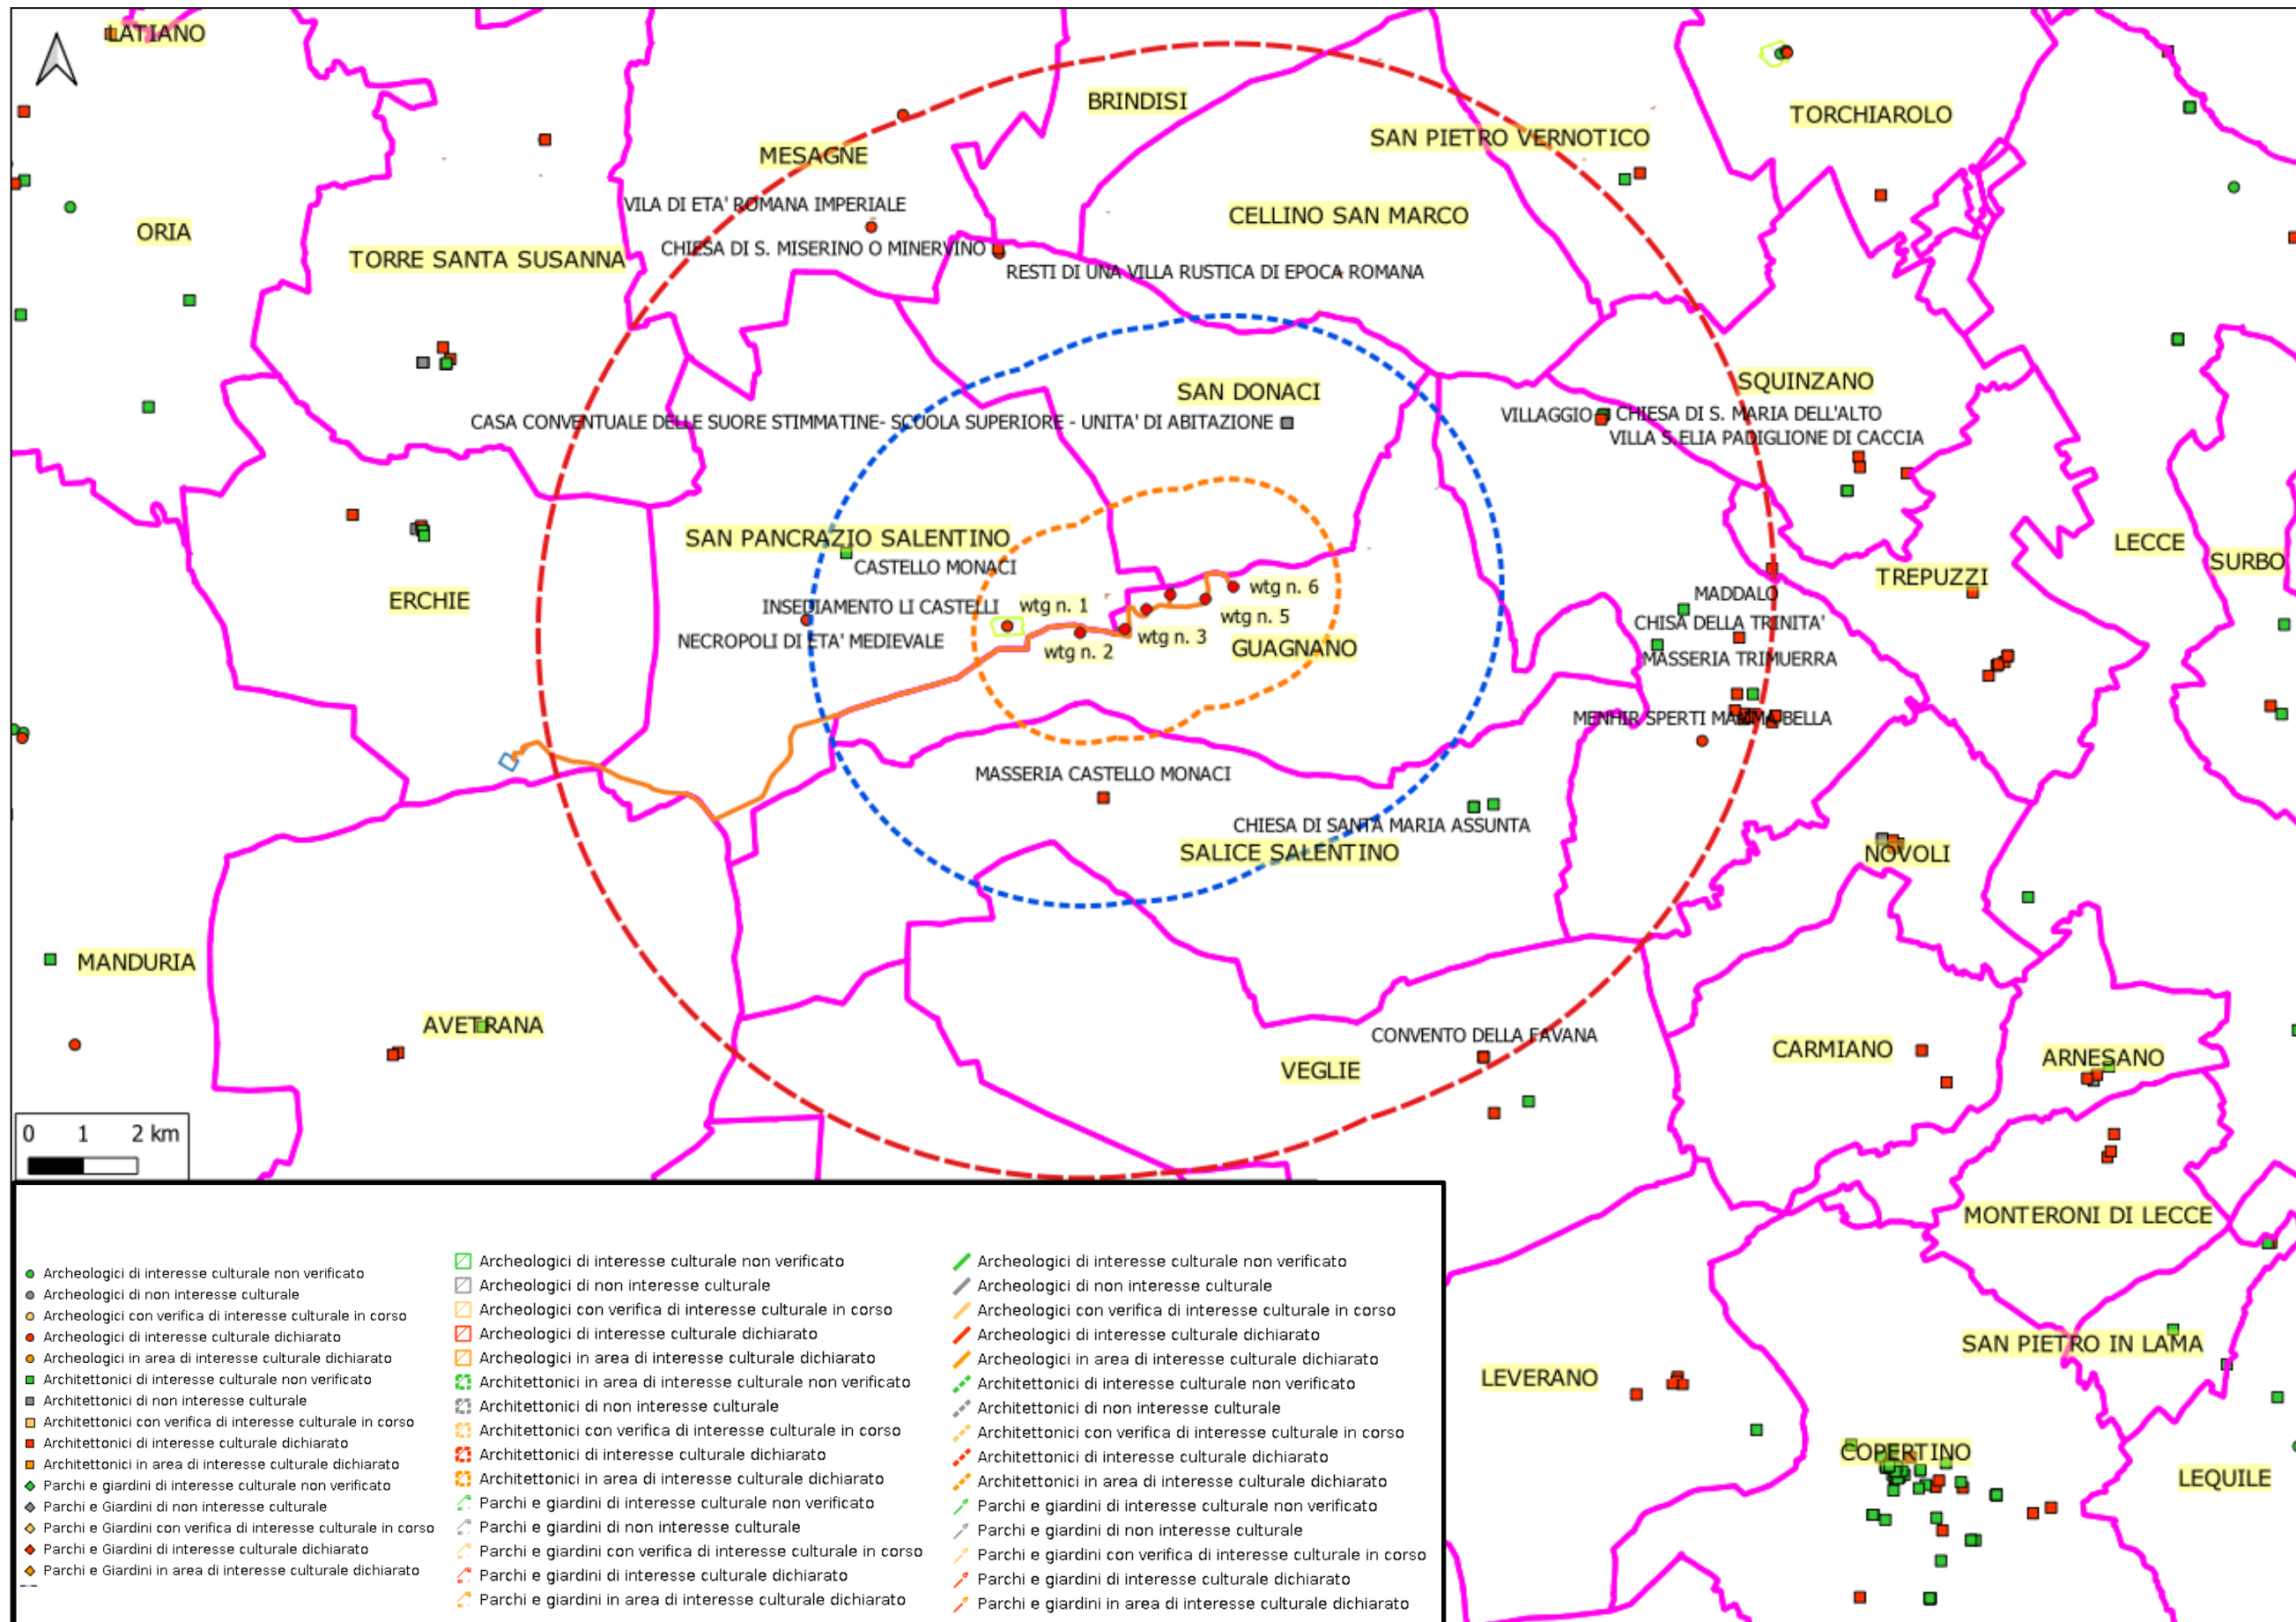 LATIANO
BRINDISI
TORCHIAROLO
SAN PIETRO VERNOTICO
MESAGNE
VILA DI ETA' ROMANA IMPERIALE
CELLINO SAN MARCO
ORIA
CHIESA DI S. MISERINO O MINERVINO
TORRE SANTA SUSANNA
RESTI DI UNA VILLA RUSTICA DI EPOCA ROMANA
SQUINZANO
SAN DONACI
VILLAGGIO
CHIESA DI S. MARIA DELL'ALTO
CASA CONVENTUALE DELLE SUORE STIMMATINE- SCUOLA SUPERIORE - UNITA' DI ABITAZIONE
VILLA S.ELIA PADIGLIONE DI CACCIA
SAN PANCRAZIO SALENTINO
LECCE
SURBO
CASTELLO MONACI
TREPUZZI
wtg n. 6
MADDALO
ERCHIE
INSEDIAMENTO LI CASTELLI
wtg n. 1
wtg n. 5
CHISA DELLA TRINITA'
NECROPOLI DI ETA' MEDIEVALE
wtg n. 3
wtg n. 2
GUAGNANO
MASSERIA TRIMUERRA
MENHIR SPERTI MAMMA BELLA
MASSERIA CASTELLO MONACI
CHIESA DI SANTA MARIA ASSUNTA
SALICE SALENTINO
NOVOLI
MANDURIA
AVETRANA
CONVENTO DELLA FAVANA
VEGLIE
CARMIANO
ARNESANO
0 1 2 km
MONTERONI DI LECCE
SAN PIETRO IN LAMA
LEVERANO
COPERTINO
LEQUILE
Archeologici di interesse culturale non verificato
Archeologici di non interesse culturale
Archeologici con verifica di interesse culturale in corso
Archeologici di interesse culturale dichiarato
Archeologici in area di interesse culturale dichiarato
Architettonici di interesse culturale non verificato
Architettonici di non interesse culturale
Architettonici con verifica di interesse culturale in corso
Architettonici di interesse culturale dichiarato
Architettonici in area di interesse culturale dichiarato
Parchi e giardini di interesse culturale non verificato
Parchi e Giardini di non interesse culturale
Parchi e Giardini con verifica di interesse culturale in corso
Parchi e Giardini di interesse culturale dichiarato
Parchi e Giardini in area di interesse culturale dichiarato
Archeologici di interesse culturale non verificato
Archeologici di non interesse culturale
Archeologici con verifica di interesse culturale in corso
Archeologici di interesse culturale dichiarato
Archeologici in area di interesse culturale dichiarato
Architettonici in area di interesse culturale non verificato
Architettonici di non interesse culturale
Architettonici con verifica di interesse culturale in corso
Architettonici di interesse culturale dichiarato
Architettonici in area di interesse culturale dichiarato
Parchi e giardini di interesse culturale non verificato
Parchi e giardini di non interesse culturale
Parchi e giardini con verifica di interesse culturale in corso
Parchi e giardini di interesse culturale dichiarato
Parchi e giardini in area di interesse culturale dichiarato
Archeologici di interesse culturale non verificato
Archeologici di non interesse culturale
Archeologici con verifica di interesse culturale in corso
Archeologici di interesse culturale dichiarato
Archeologici in area di interesse culturale dichiarato
Architettonici di interesse culturale non verificato
Architettonici di non interesse culturale
Architettonici con verifica di interesse culturale in corso
Architettonici di interesse culturale dichiarato
Architettonici in area di interesse culturale dichiarato
Parchi e giardini di interesse culturale non verificato
Parchi e giardini di non interesse culturale
Parchi e giardini con verifica di interesse culturale in corso
Parchi e giardini di interesse culturale dichiarato
Parchi e giardini in area di interesse culturale dichiarato